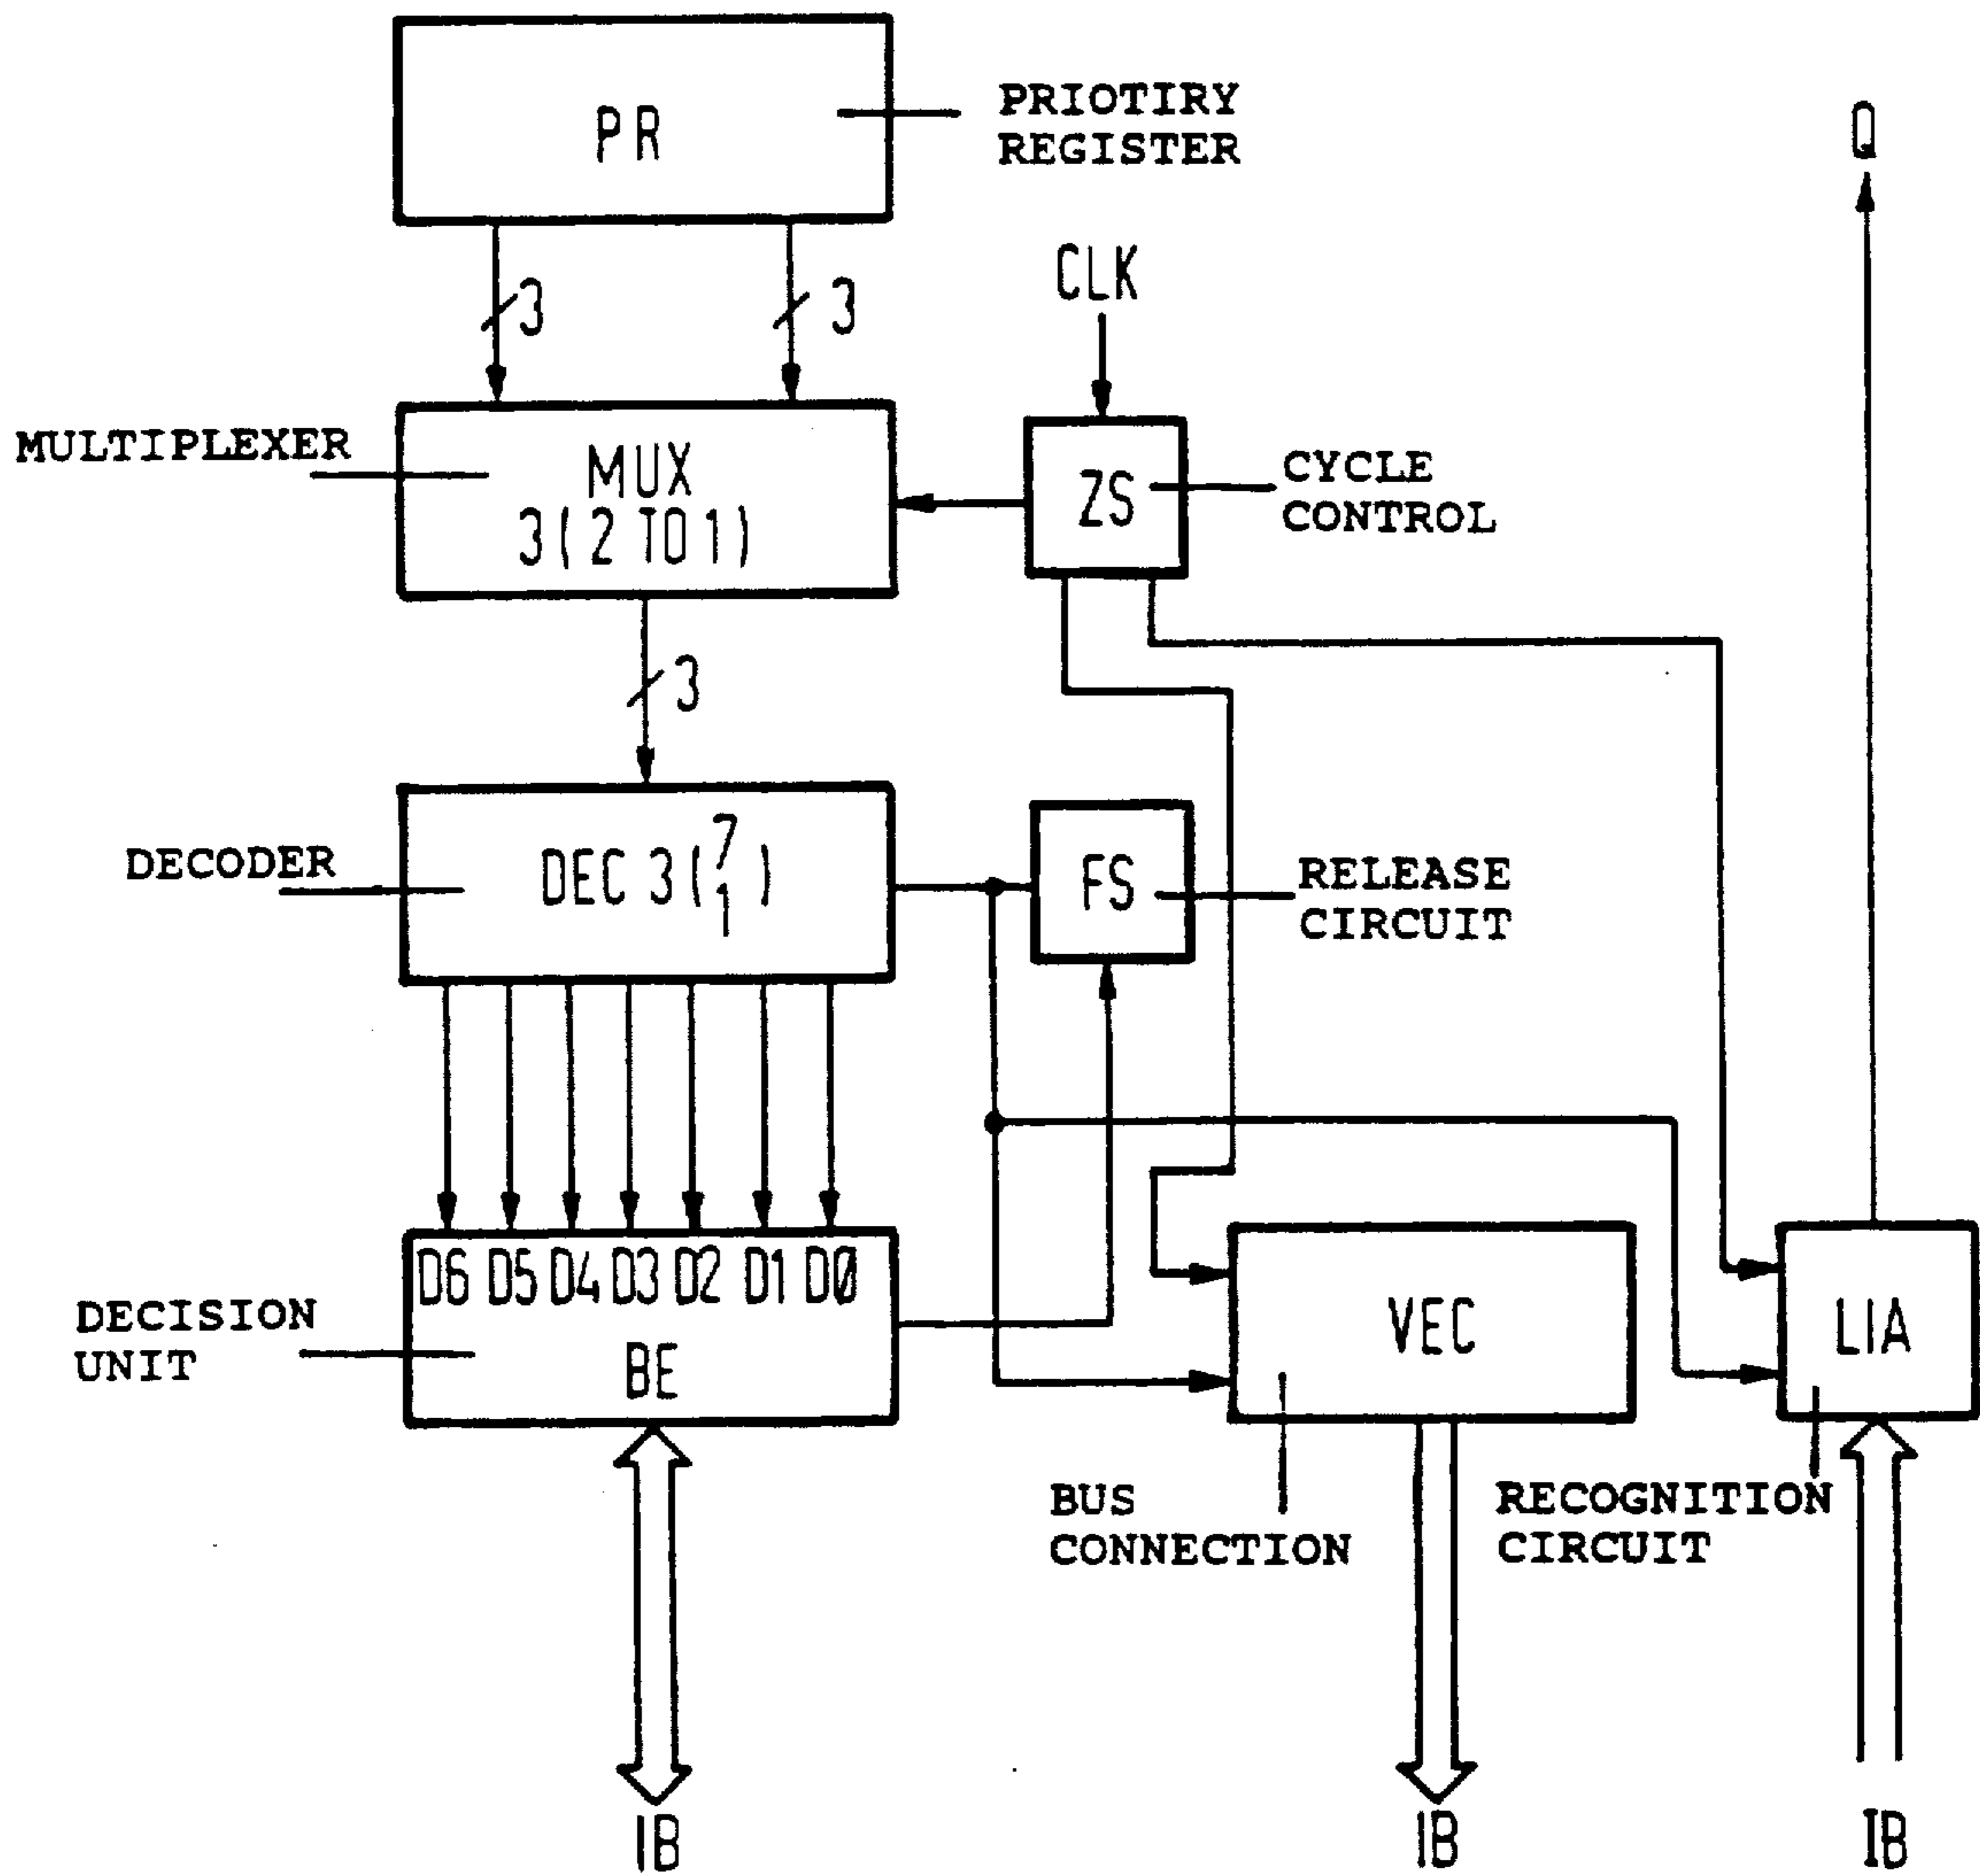 PR
PRIOTIRY
REGISTER
Q
3
3
CLK
MULTIPLEXER
MUX
3(2 TO 1)
ZS
CYCLE
CONTROL
3
DECODER
DEC 3(7/1)
FS
RELEASE
CIRCUIT
D6 D5 D4 D3 D2 D1 DØ
BE
DECISION
UNIT
VEC
LIA
BUS
CONNECTION
RECOGNITION
CIRCUIT
IB
IB
IB